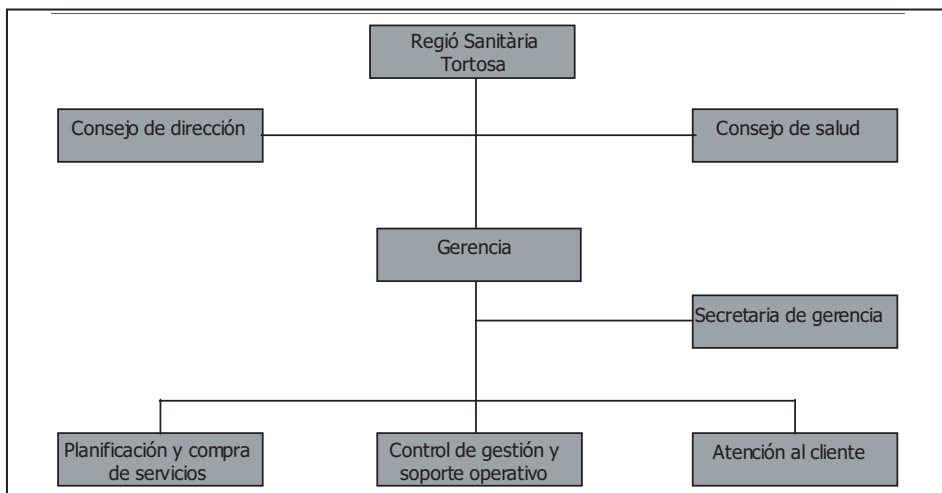 Regió Sanitària
Tortosa
Consejo de dirección
Consejo de salud
Gerencia
Secretaria de gerencia
Planificación y compra
de servicios
Control de gestión y
soporte operativo
Atención al cliente